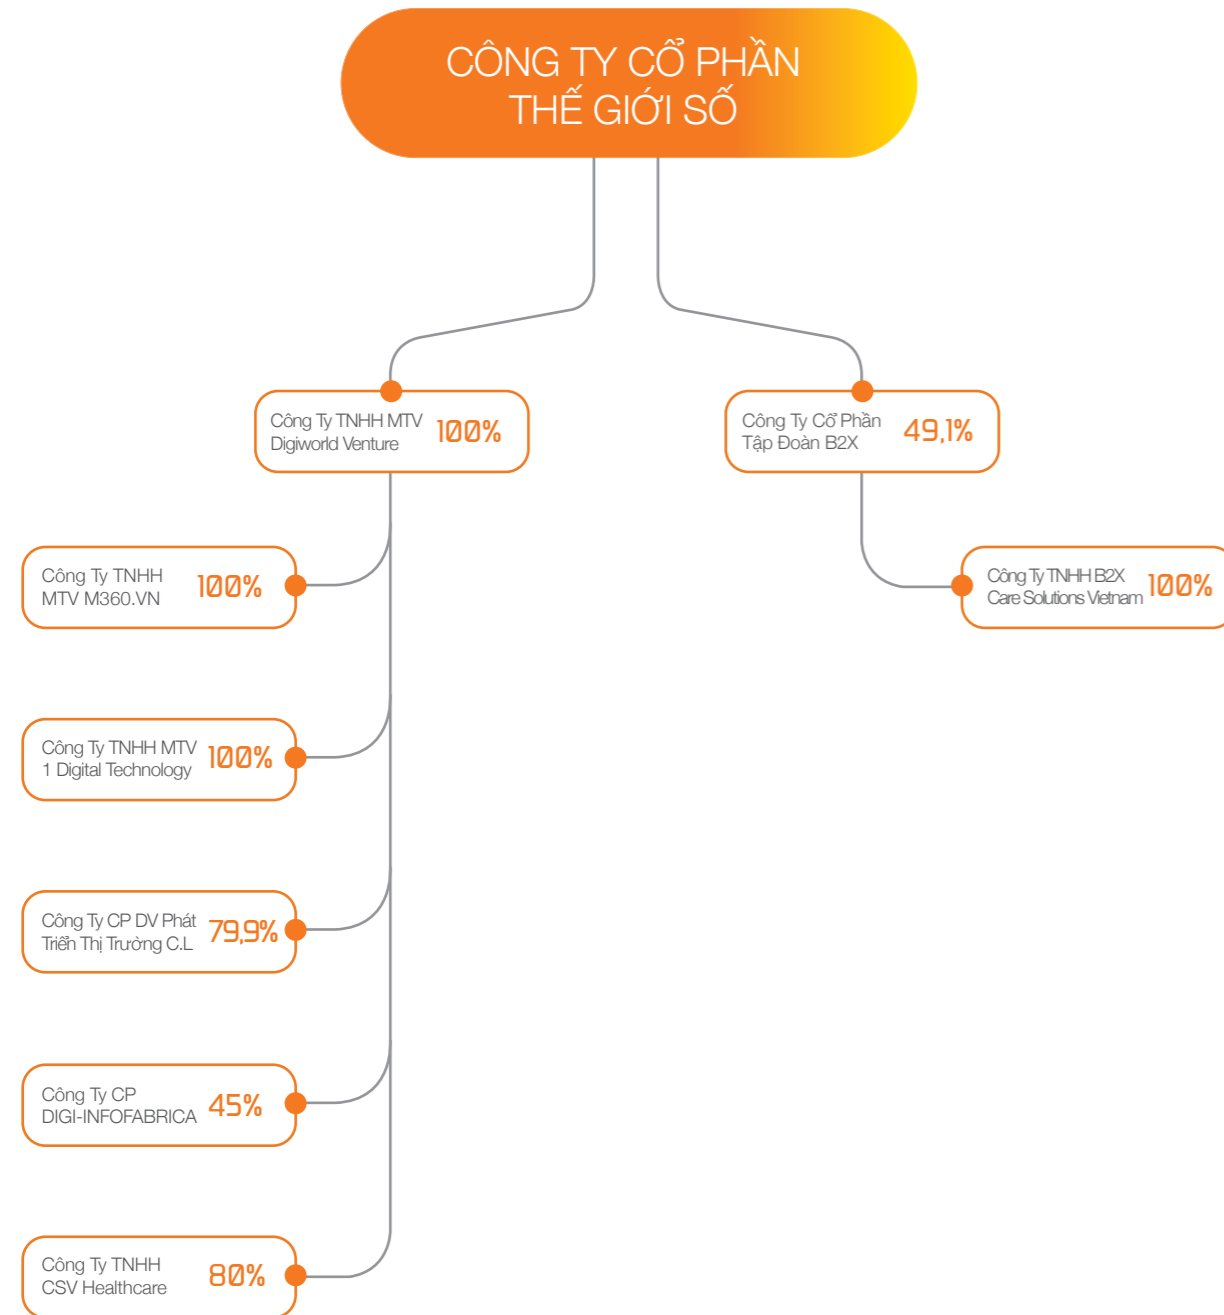 CÔNG TY CỔ PHẦN
THẾ GIỚI SỐ
Công Ty TNHH MTV
Digiworld Venture
100%
Công Ty Cổ Phần
Tập Đoàn B2X
49,1%
Công Ty TNHH
MTV M360.VN
100%
Công Ty TNHH B2X
Care Solutions Vietnam
100%
Công Ty TNHH MTV
1 Digital Technology
100%
Công Ty CP DV Phát
Triển Thị Trường C.L
79,9%
Công Ty CP
DIGI-INFOFABRICA
45%
Công Ty TNHH
CSV Healthcare
80%